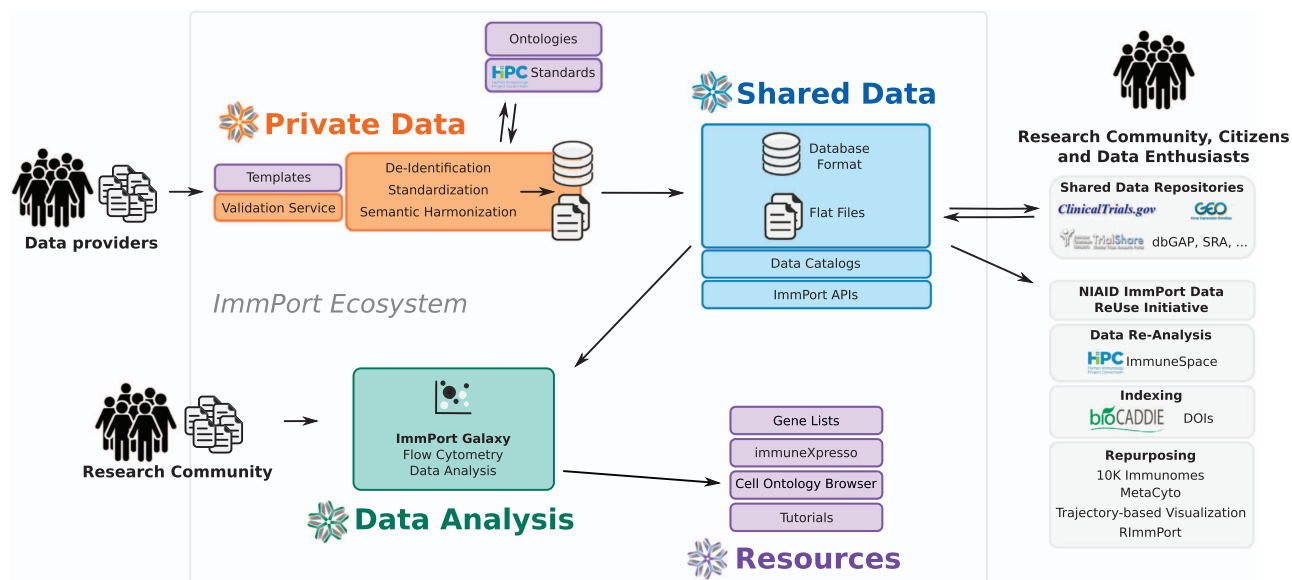 Ontologies
HIPC Standards
Private Data
Shared Data
Templates
Validation Service
De-Identification
Standardization
Semantic Harmonization
Data providers
Database
Format
Flat Files
Data Catalogs
ImmPort APIs
Research Community, Citizens
and Data Enthusiasts
Shared Data Repositories
ClinicalTrials.gov
GEO
TrialShare
dbGAP, SRA, ...
ImmPort Ecosystem
NIAID ImmPort Data
ReUse Initiative
Data Re-Analysis
HIPC ImmuneSpace
Indexing
bioCADDIE DOIs
Repurposing
10K Immunomes
MetaCyto
Trajectory-based Visualization
RImmPort
Research Community
ImmPort Galaxy
Flow Cytometry
Data Analysis
Data Analysis
Gene Lists
immuneXpresso
Cell Ontology Browser
Tutorials
Resources